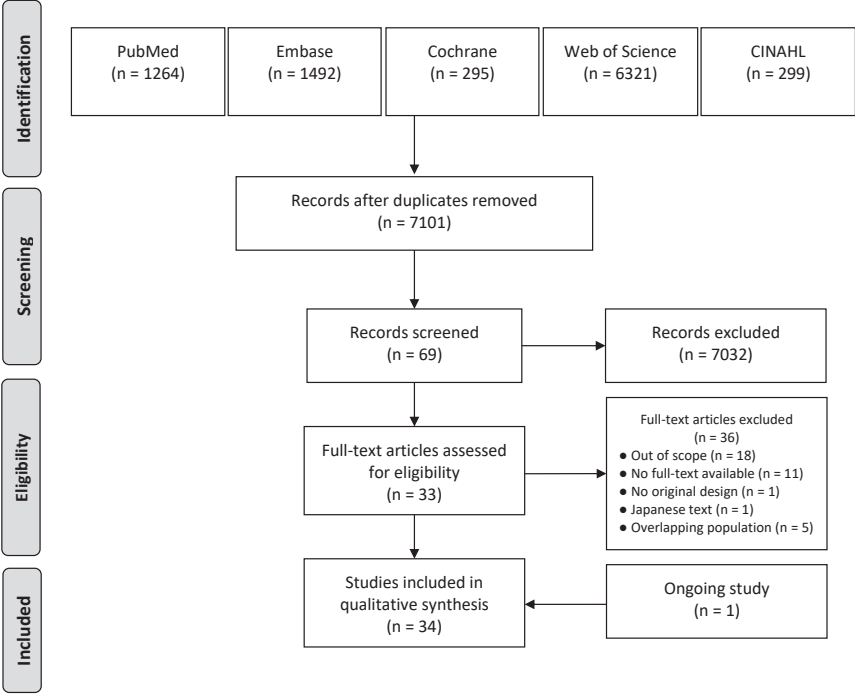 Identification
PubMed
(n = 1264)
Embase
(n = 1492)
Cochrane
(n = 295)
Web of Science
(n = 6321)
CINAHL
(n = 299)
Screening
Records after duplicates removed
(n = 7101)
Records screened
(n = 69)
Records excluded
(n = 7032)
Eligibility
Full-text articles assessed
for eligibility
(n = 33)
Full-text articles excluded
(n = 36)
● Out of scope (n = 18)
● No full-text available (n = 11)
● No original design (n = 1)
● Japanese text (n = 1)
● Overlapping population (n = 5)
Included
Studies included in
qualitative synthesis
(n = 34)
Ongoing study
(n = 1)